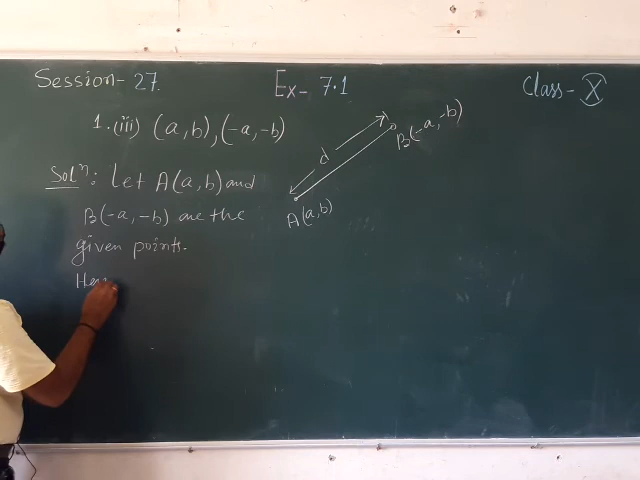 Session-27.
Ex-7.1
Class-X
1.(iii) (a,b),(-a,-b)
Solⁿ: Let A(a,b) and
B(-a,-b) are the
given points.
d
A(a,b)
B(-a,-b)